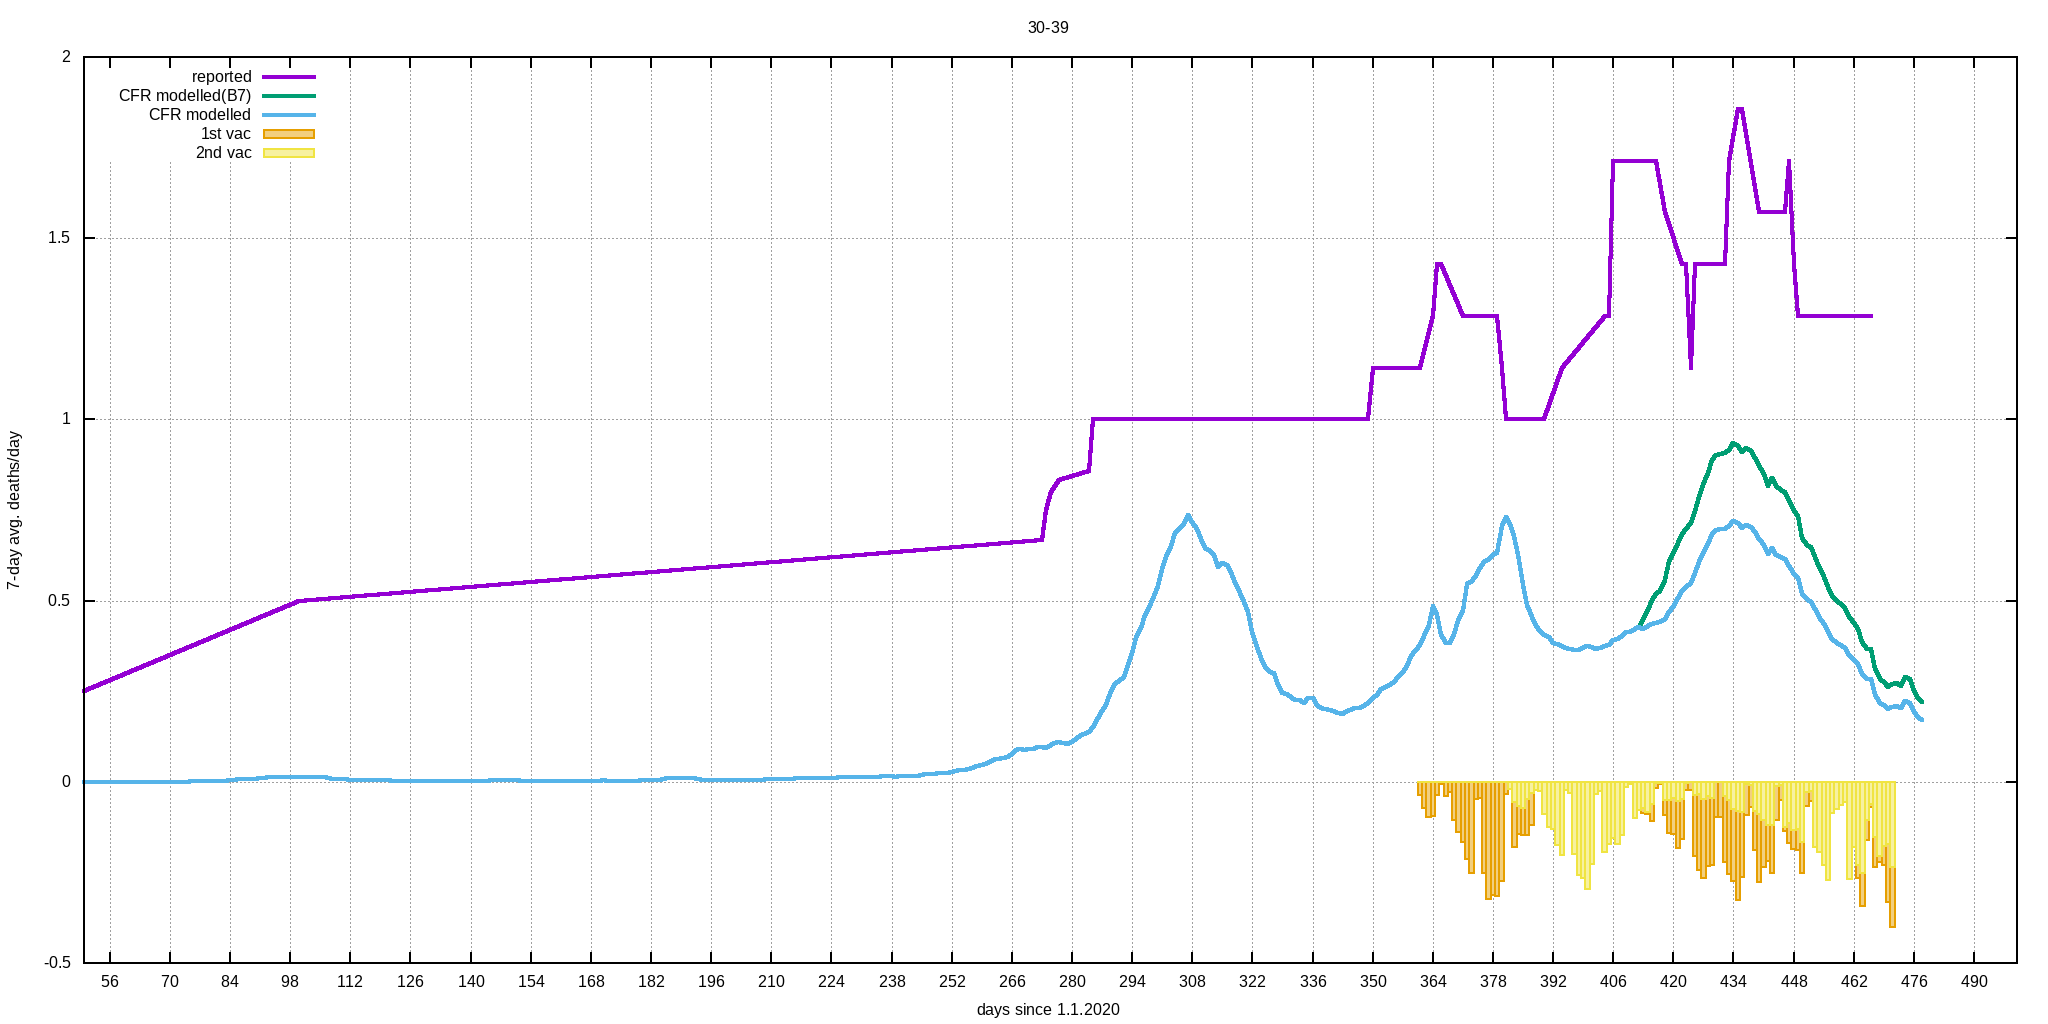 30-39
reported
CFR modelled(B7)
CFR modelled
1st vac
2nd vac
2
1.5
1
0.5
0
-0.5
7-day avg. deaths/day
56 70 84 98 112 126 140 154 168 182 196 210 224 238 252 266 280 294 308 322 336 350 364 378 392 406 420 434 448 462 476 490
days since 1.1.2020